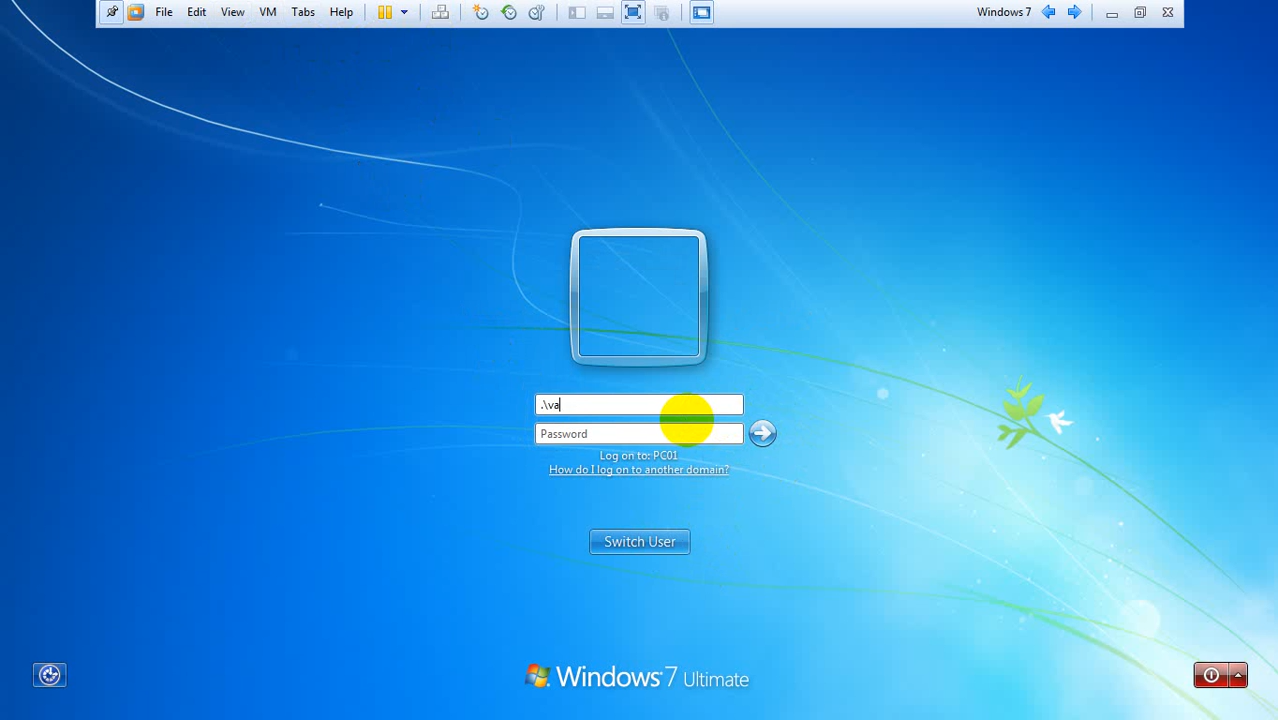 File Edit View VM Tabs Help Windows 7
.\va
Password
Log on to: PC01
How do I log on to another domain?
Switch User
Windows 7 Ultimate